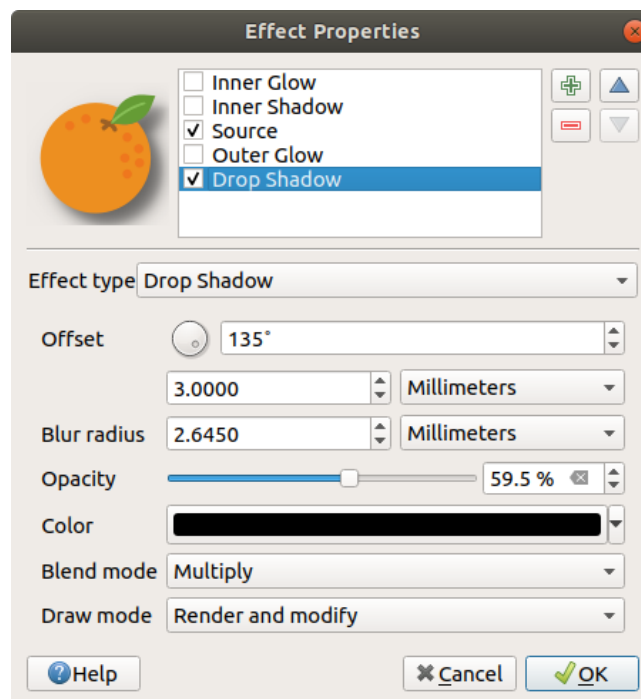 Effect Properties
Inner Glow
Inner Shadow
Source
Outer Glow
Drop Shadow
Effect type Drop Shadow
Offset 135°
3.0000 Millimeters
Blur radius 2.6450 Millimeters
Opacity 59.5 %
Color
Blend mode Multiply
Draw mode Render and modify
Help Cancel OK